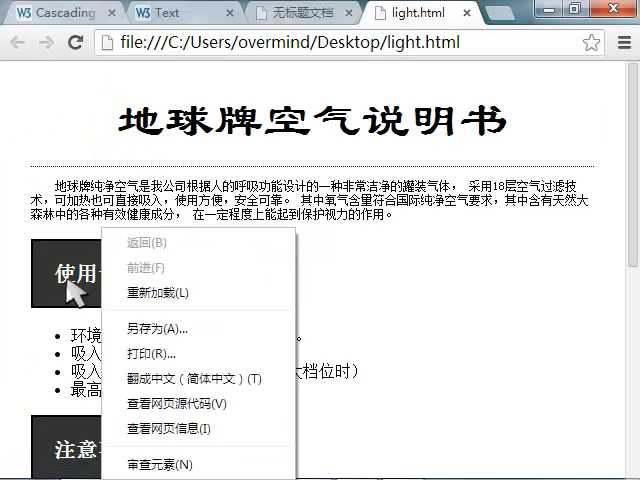 Cascading
Text
无标题文档
light.html
file:///C:/Users/overmind/Desktop/light.html
地球牌空气说明书
地球牌纯净空气是我公司根据人的呼吸功能设计的一种非常洁净的罐装气体， 采用18层空气过滤技
术，可加热也可直接吸入，使用方便，安全可靠。 其中氧气含量符合国际纯净空气要求，其中含有天然大
森林中的各种有效健康成分， 在一定程度上能起到保护视力的作用。
使用
返回(B)
前进(F)
重新加载(L)
另存为(A)...
打印(R)...
翻成中文（简体中文）(T)
查看网页源代码(V)
查看网页信息(I)
审查元素(N)
环境
。
吸入
吸入
大档位时）
最高
注意